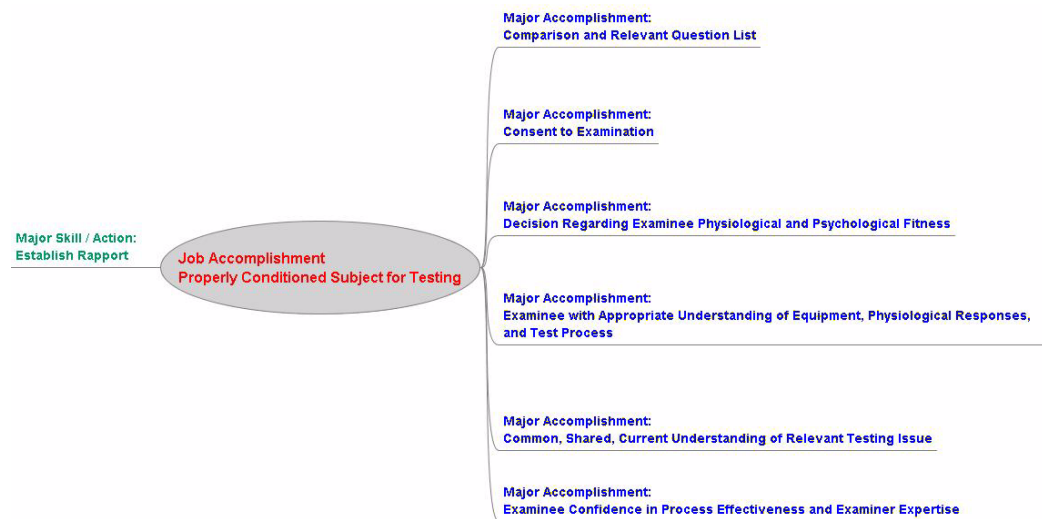 Major Accomplishment:
Comparison and Relevant Question List
Major Accomplishment:
Consent to Examination
Major Accomplishment:
Decision Regarding Examinee Physiological and Psychological Fitness
Major Skill / Action:
Establish Rapport
Job Accomplishment
Properly Conditioned Subject for Testing
Major Accomplishment:
Examinee with Appropriate Understanding of Equipment, Physiological Responses,
and Test Process
Major Accomplishment:
Common, Shared, Current Understanding of Relevant Testing Issue
Major Accomplishment:
Examinee Confidence in Process Effectiveness and Examiner Expertise